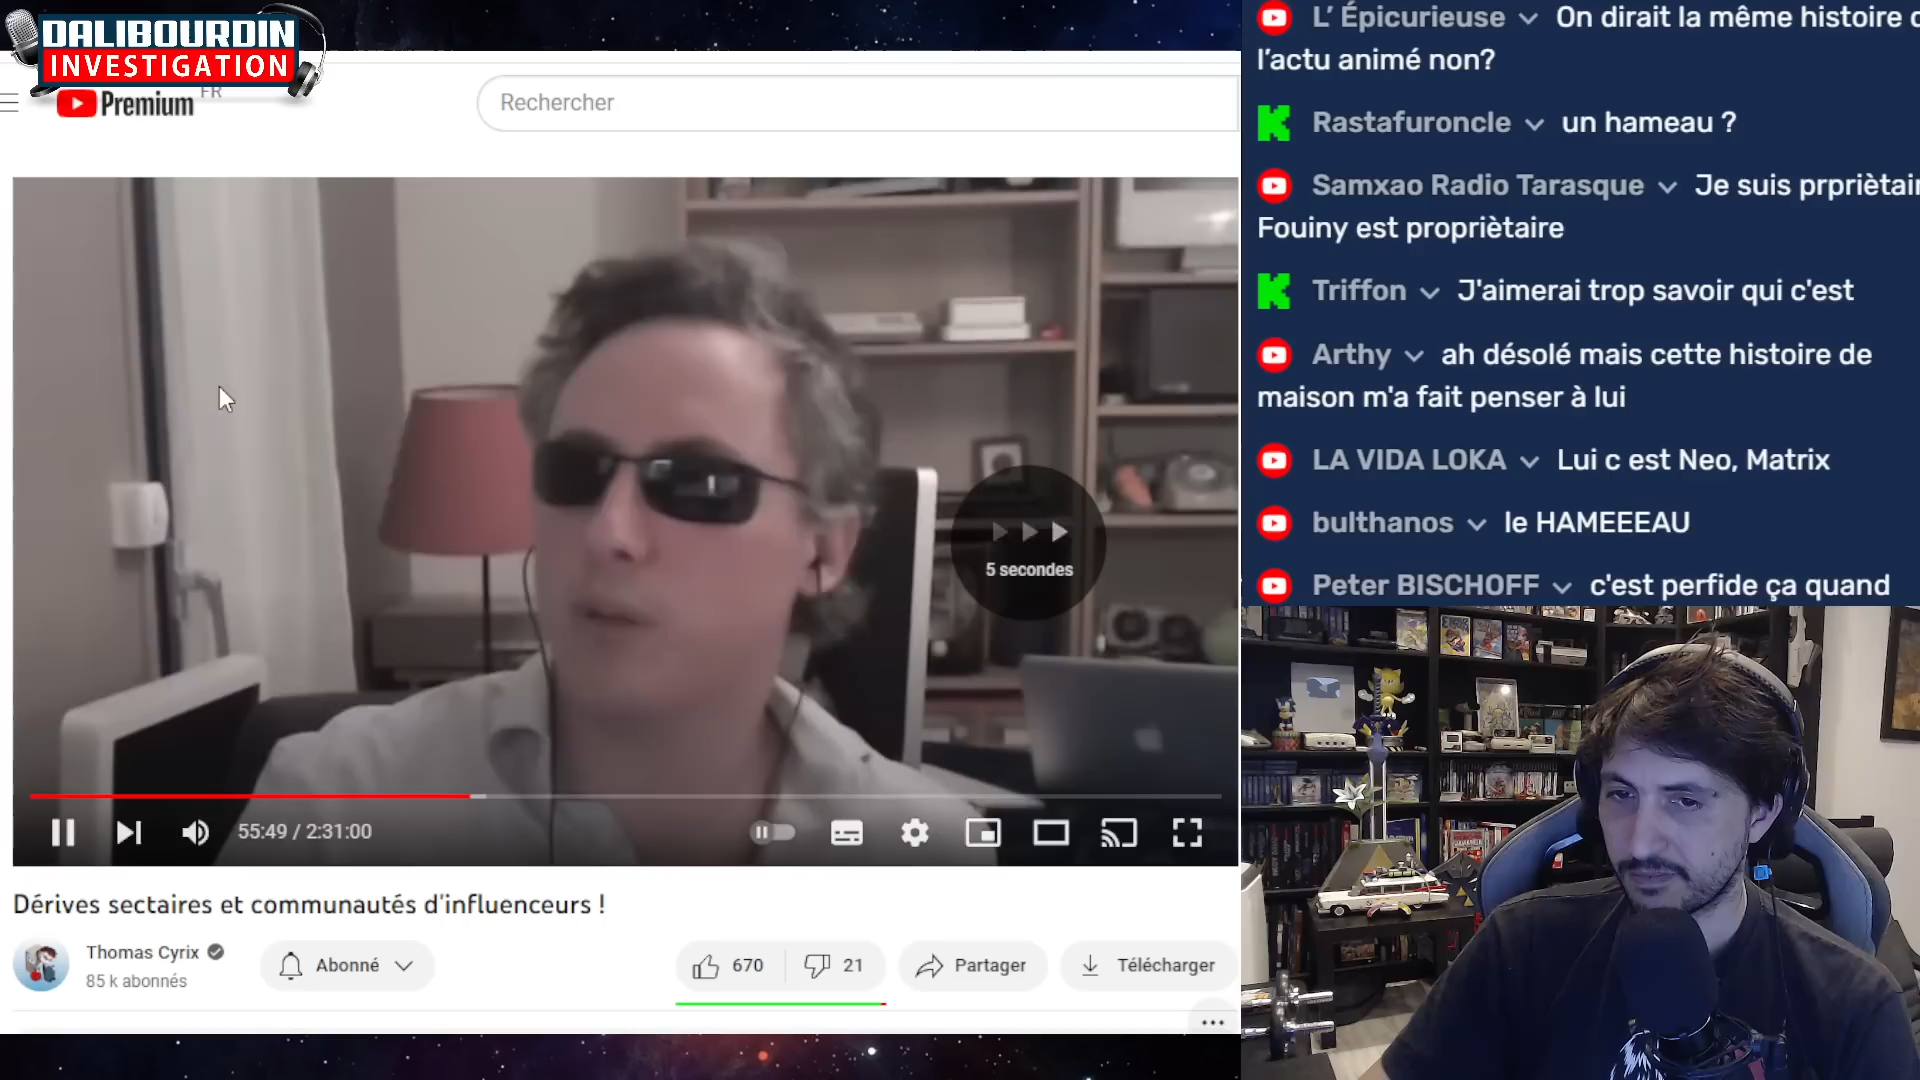 DALIBOURDIN
INVESTIGATION
FR
Premium
Rechercher
5 secondes
55:49 / 2:31:00
Dérives sectaires et communautés d'influenceurs !
Thomas Cyrix
85 k abonnés
Abonné
670
21
Partager
Télécharger
L' Épicurieuse On dirait la même histoire
l'actu animé non?
Rastafuroncle un hameau ?
Samxao Radio Tarasque Je suis
Fouiny est propriètaire
Triffon J'aimerai trop savoir qui c'est
Arthy ah désolé mais cette histoire de
maison m'a fait penser à lui
LA VIDA LOKA Lui c est Neo, Matrix
bulthanos le HAMEEEAU
Peter BISCHOFF c'est perfide ça quand